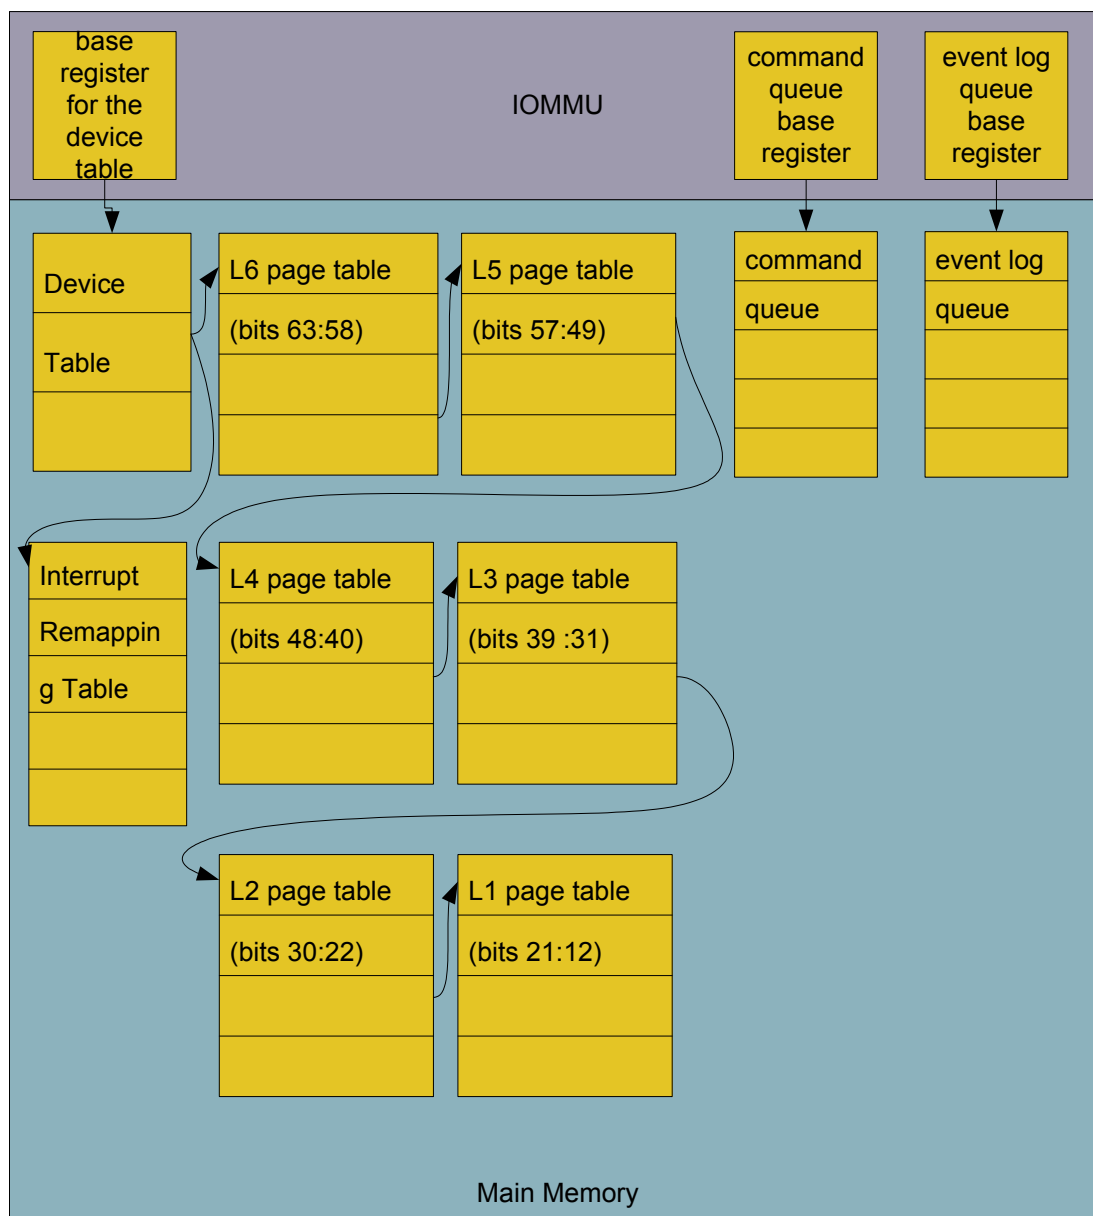 base
register
for the
device
table
IOMMU
command
queue
base
register
event log
queue
base
register
Device
Table
L6 page table
(bits 63:58)
L5 page table
(bits 57:49)
command
queue
event log
queue
Interrupt
Remappin
g Table
L4 page table
(bits 48:40)
L3 page table
(bits 39 :31)
L2 page table
(bits 30:22)
L1 page table
(bits 21:12)
Main Memory